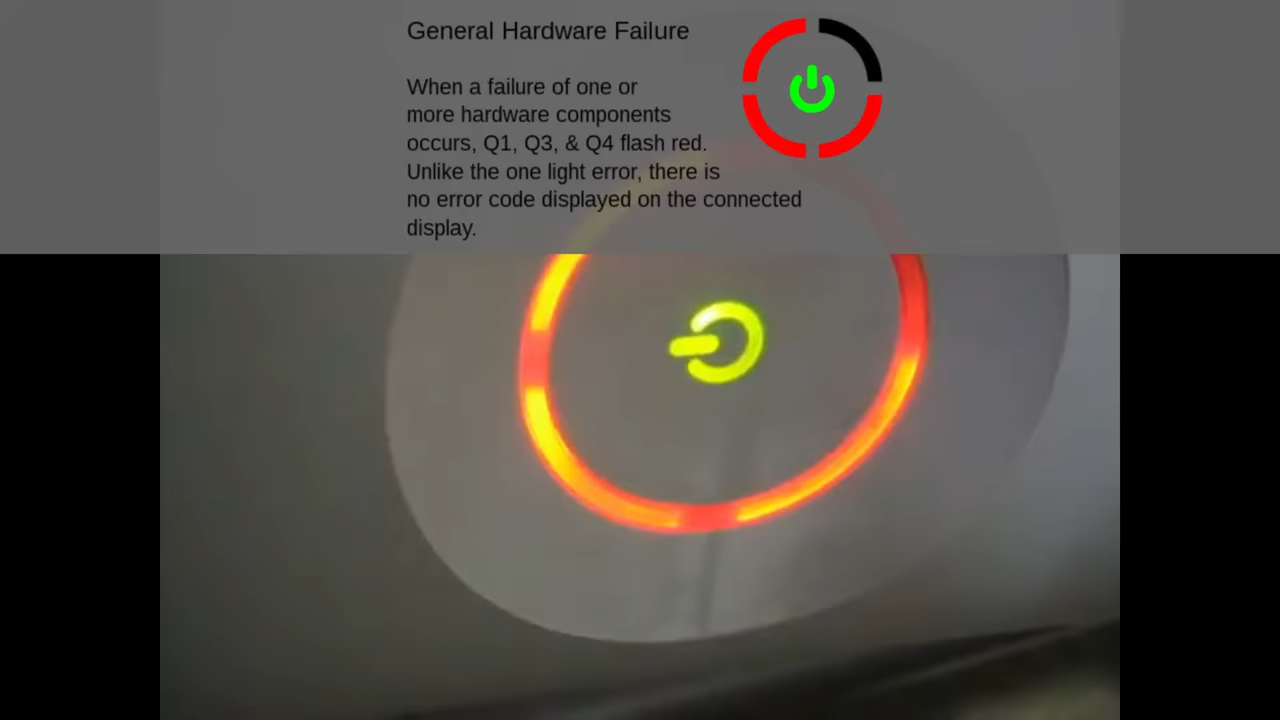 General Hardware Failure
When a failure of one or
more hardware components
occurs, Q1, Q3, & Q4 flash red.
Unlike the one light error, there is
no error code displayed on the connected
display.